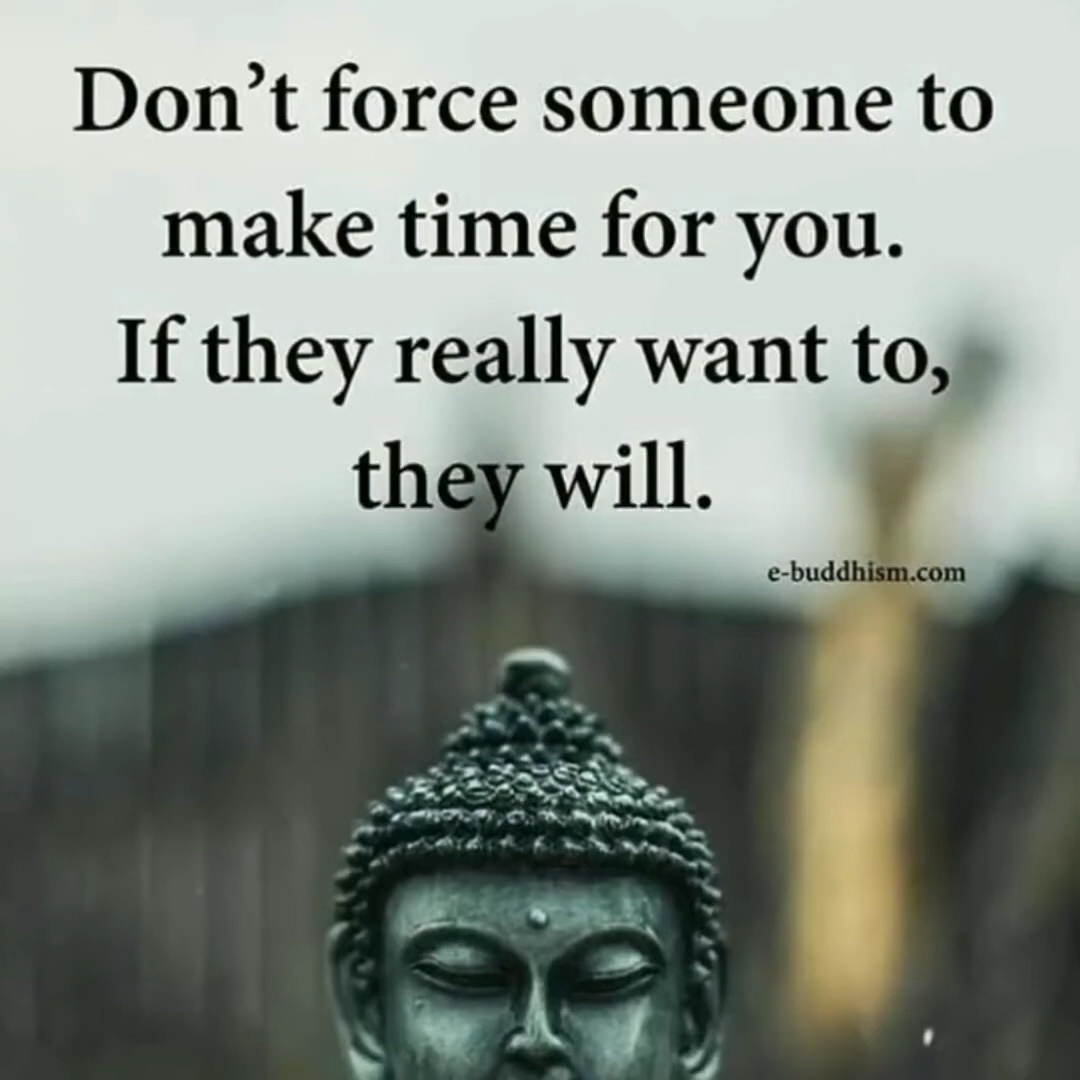 Don’t force someone to
make time for you.
If they really want to,
they will.
e-buddhism.com